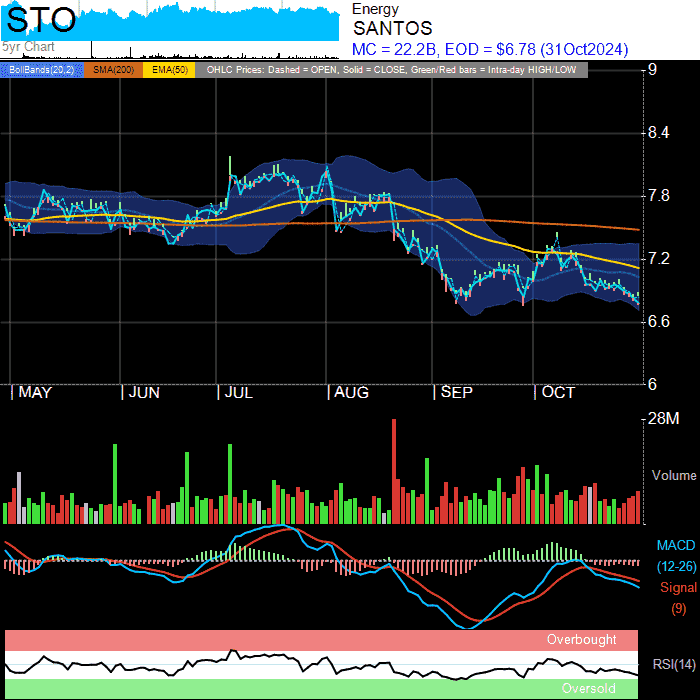 STO
5yr Chart
Energy
SANTOS
MC = 22.2B, EOD = $6.78 (31Oct2024)
BollBands(20,2) SMA(200) EMA(50) OHLC Prices: Dashed = OPEN, Solid = CLOSE, Green/Red bars = Intra-day HIGH/LOW
9
8.4
7.8
7.2
6.6
6
MAY JUN JUL AUG SEP OCT
28M
Volume
MACD
(12-26)
Signal
(9)
Overbought
RSI(14)
Oversold